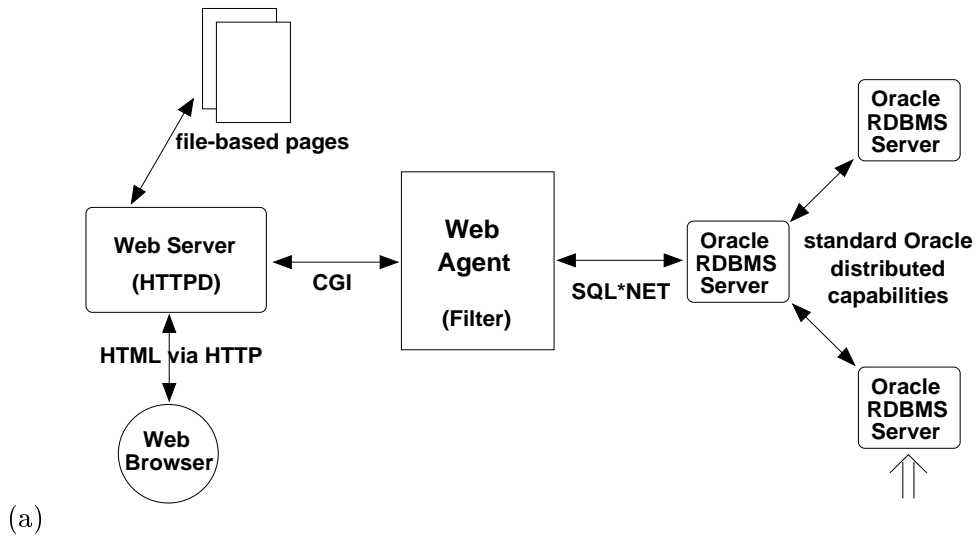 file-based pages
Oracle
RDBMS
Server
Web Server
(HTTPD)
CGI
Web
Agent
(Filter)
SQL*NET
Oracle
RDBMS
Server
standard Oracle
distributed
capabilities
HTML via HTTP
Web
Browser
Oracle
RDBMS
Server
(a)